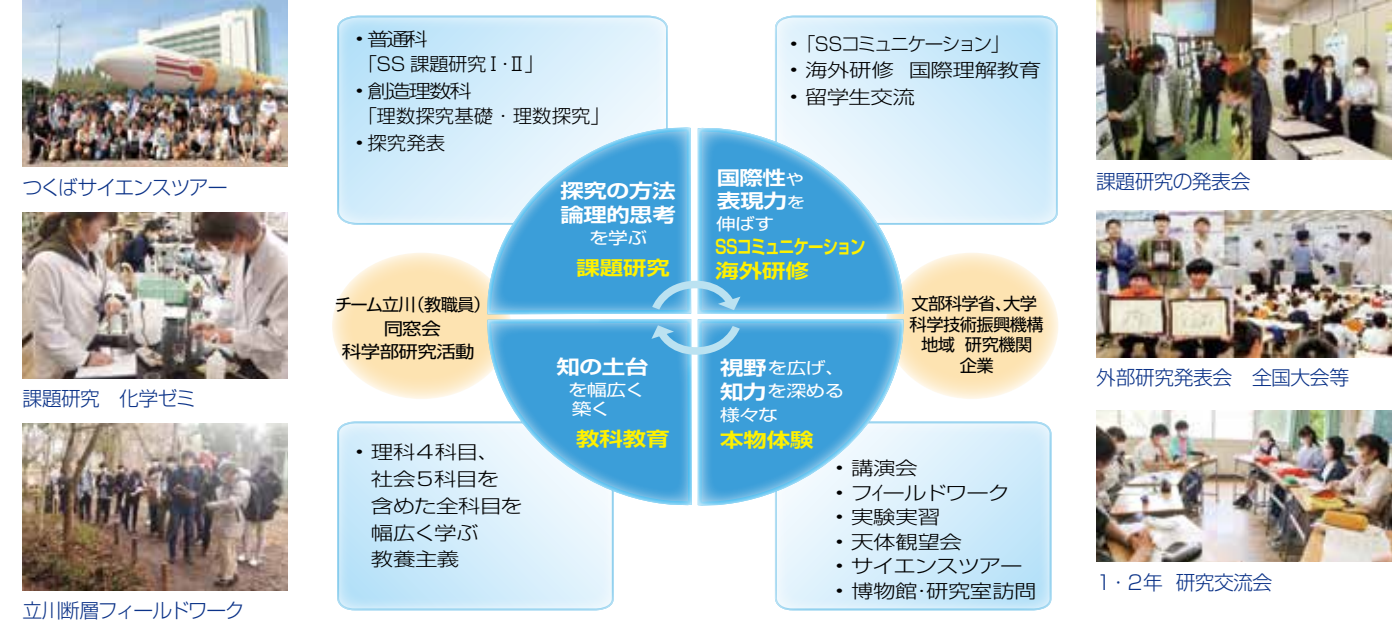 つくばサイエンスツアー
課題研究 化学ゼミ
立川断層フィールドワーク
・普通科
「SS 課題研究Ⅰ・Ⅱ」
・創造理数科
「理数探究基礎・理数探究」
・探究発表
・「SSコミュニケーション」
・海外研修 国際理解教育
・留学生交流
探究の方法
論理的思考
を学ぶ
課題研究
国際性や
表現力を
伸ばす
SSコミュニケーション
海外研修
チーム立川(教職員)
同窓会
科学部研究活動
文部科学省、大学
科学技術振興機構
地域 研究機関
企業
知の土台
を幅広く
築く
教科教育
視野を広げ、
知力を深める
様々な
本物体験
・理科4科目、
社会5科目を
含めた全科目を
幅広く学ぶ
教養主義
・講演会
・フィールドワーク
・実験実習
・天体観望会
・サイエンスツアー
・博物館・研究室訪問
課題研究の発表会
外部研究発表会 全国大会等
1・2年 研究交流会